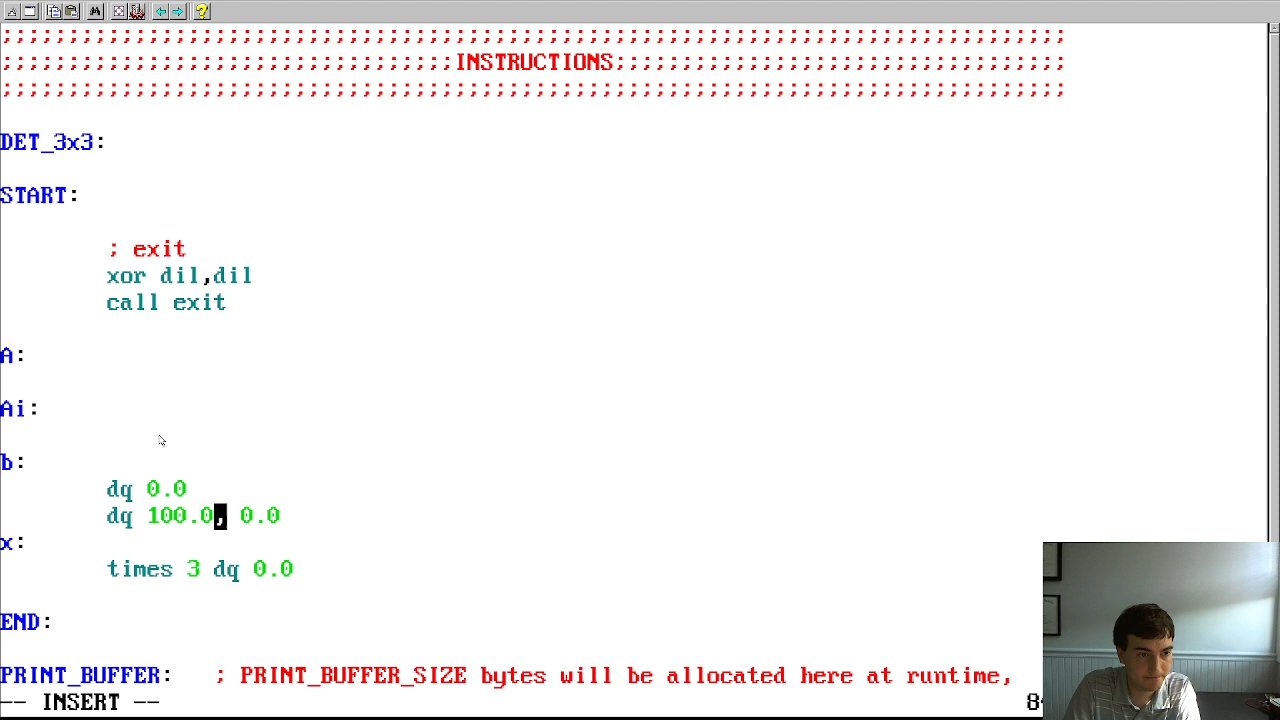 ;;;;;;;;;;;;;;;;;;;;;;;;;;;;;;;;;;;;;;;;;;;;;;;;;;;;;;;;;;;;;;;;;;;;;;;;;;;;;;;;
;;;;;;;;;;;;;;;;;;;;;;;;;;;;;;;;;;INSTRUCTIONS;;;;;;;;;;;;;;;;;;;;;;;;;;;;;;;;;;
;;;;;;;;;;;;;;;;;;;;;;;;;;;;;;;;;;;;;;;;;;;;;;;;;;;;;;;;;;;;;;;;;;;;;;;;;;;;;;;;
DET_3x3:
START:
; exit
xor dil,dil
call exit
A:
Ai:
b:
dq 0.0
dq 100.0, 0.0
x:
times 3 dq 0.0
END:
PRINT_BUFFER: ; PRINT_BUFFER_SIZE bytes will be allocated here at runtime,
-- INSERT --